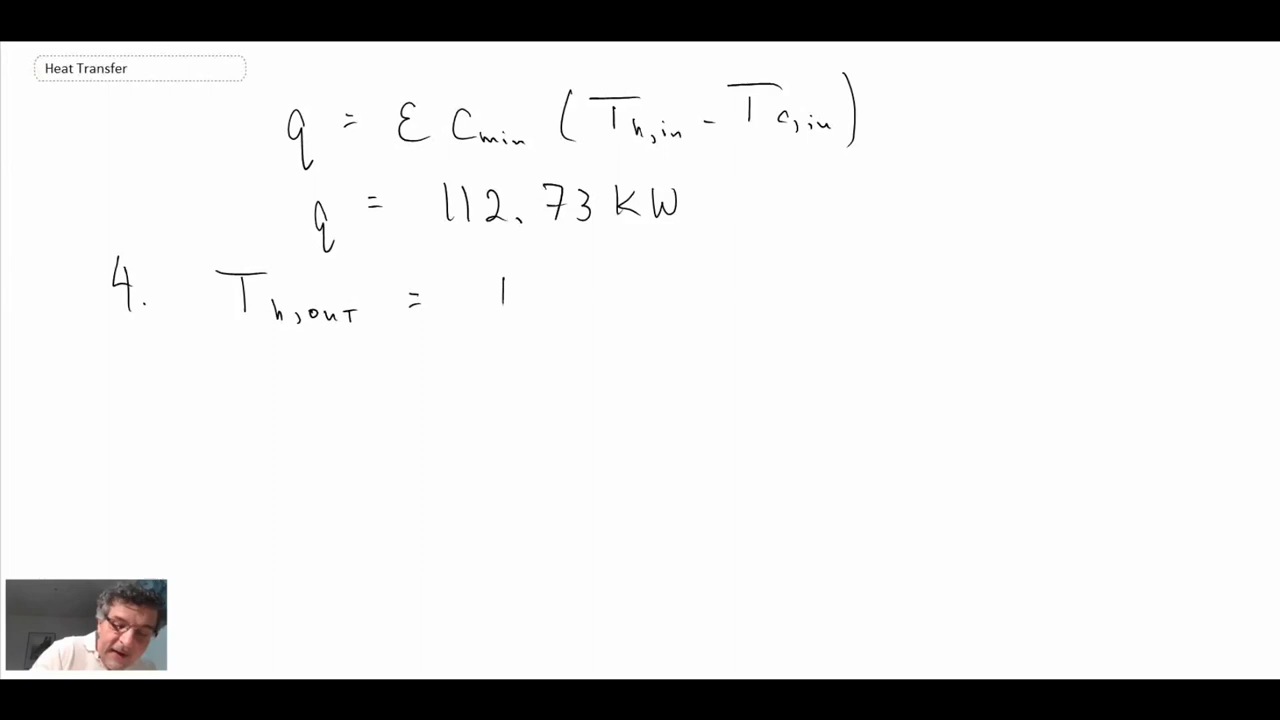 Heat Transfer
q = ε Cmin (Th,in - Tc,in)
q = 112.73 kW
4. Th,out = 1